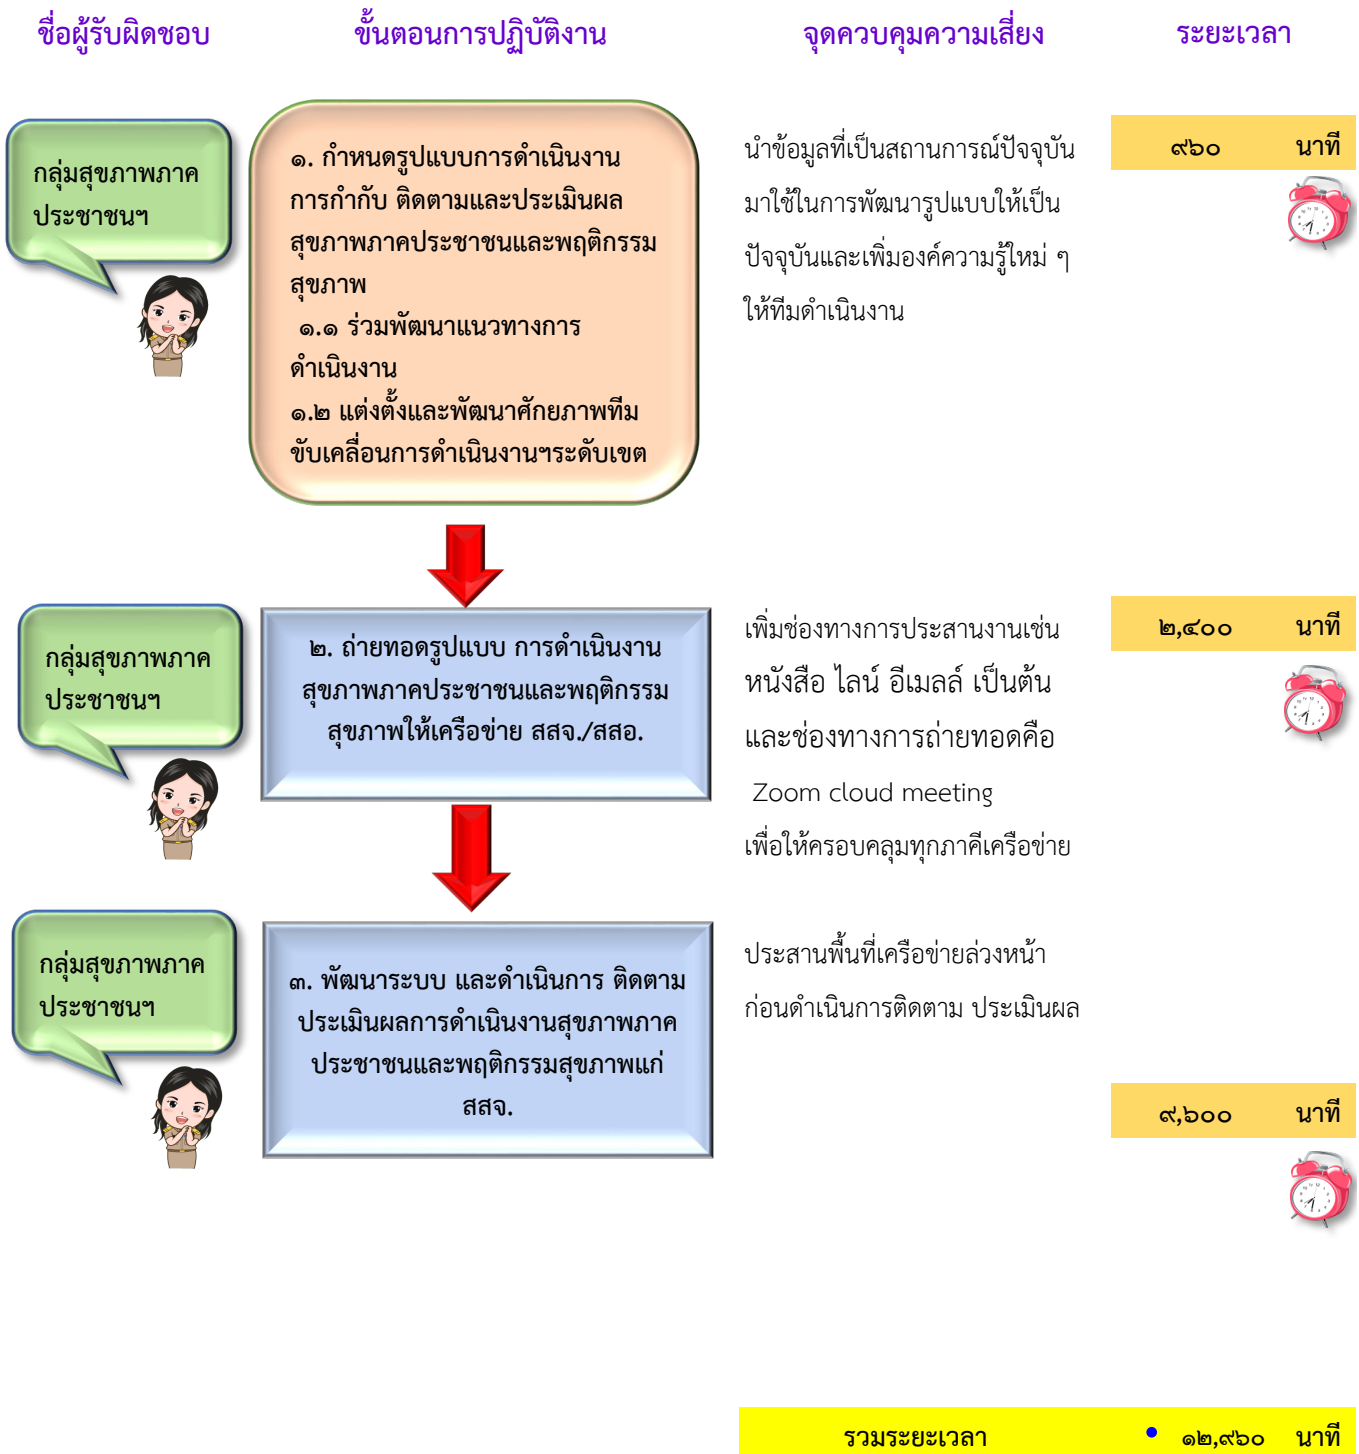 ชื่อผู้รับผิดชอบ ขั้นตอนการปฏิบัติงาน จุดควบคุมความเสี่ยง ระยะเวลา
กลุ่มสุขภาพภาค
ประชาชนฯ
๑. กำหนดรูปแบบการดำเนินงาน
การกำกับ ติดตามและประเมินผล
สุขภาพภาคประชาชนและพฤติกรรม
สุขภาพ
๑.๑ ร่วมพัฒนาแนวทางการ
ดำเนินงาน
๑.๒ แต่งตั้งและพัฒนาศักยภาพทีม
ขับเคลื่อนการดำเนินงานฯระดับเขต
นำข้อมูลที่เป็นสถานการณ์ปัจจุบัน
มาใช้ในการพัฒนารูปแบบให้เป็น
ปัจจุบันและเพิ่มองค์ความรู้ใหม่ ๆ
ให้ทีมดำเนินงาน
๙๖๐ นาที
กลุ่มสุขภาพภาค
ประชาชนฯ
๒. ถ่ายทอดรูปแบบ การดำเนินงาน
สุขภาพภาคประชาชนและพฤติกรรม
สุขภาพให้เครือข่าย สสจ./สสอ.
เพิ่มช่องทางการประสานงานเช่น
หนังสือ ไลน์ อีเมลล์ เป็นต้น
และช่องทางการถ่ายทอดคือ
Zoom cloud meeting
เพื่อให้ครอบคลุมทุกภาคีเครือข่าย
๒,๔๐๐ นาที
กลุ่มสุขภาพภาค
ประชาชนฯ
๓. พัฒนาระบบ และดำเนินการ ติดตาม
ประเมินผลการดำเนินงานสุขภาพภาค
ประชาชนและพฤติกรรมสุขภาพแก่
สสจ.
ประสานพื้นที่เครือข่ายล่วงหน้า
ก่อนดำเนินการติดตาม ประเมินผล
๙,๖๐๐ นาที
รวมระยะเวลา • ๑๒,๙๖๐ นาที